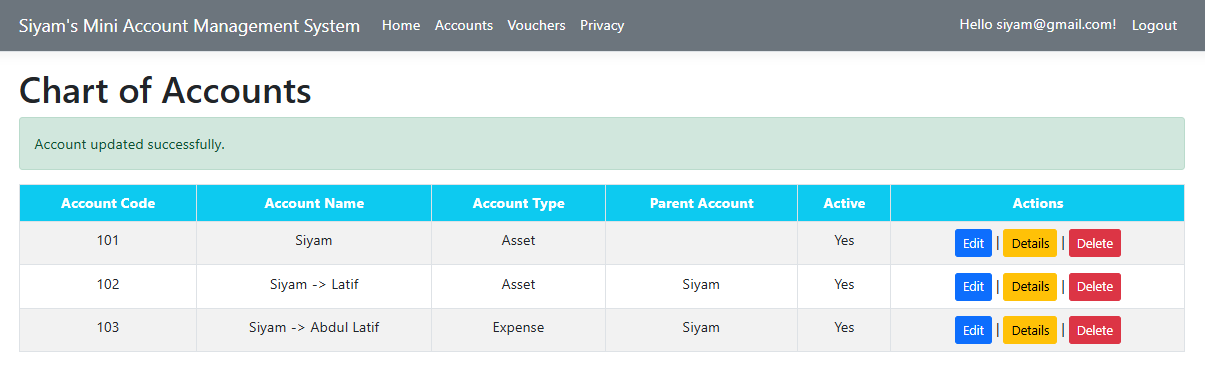 Siyam's Mini Account Management System Home Accounts Vouchers Privacy Hello siyam@gmail.com! Logout
Chart of Accounts
Account updated successfully.
Account Code Account Name Account Type Parent Account Active Actions
101 Siyam Asset Yes Edit | Details | Delete
102 Siyam -> Latif Asset Siyam Yes Edit | Details | Delete
103 Siyam -> Abdul Latif Expense Siyam Yes Edit | Details | Delete